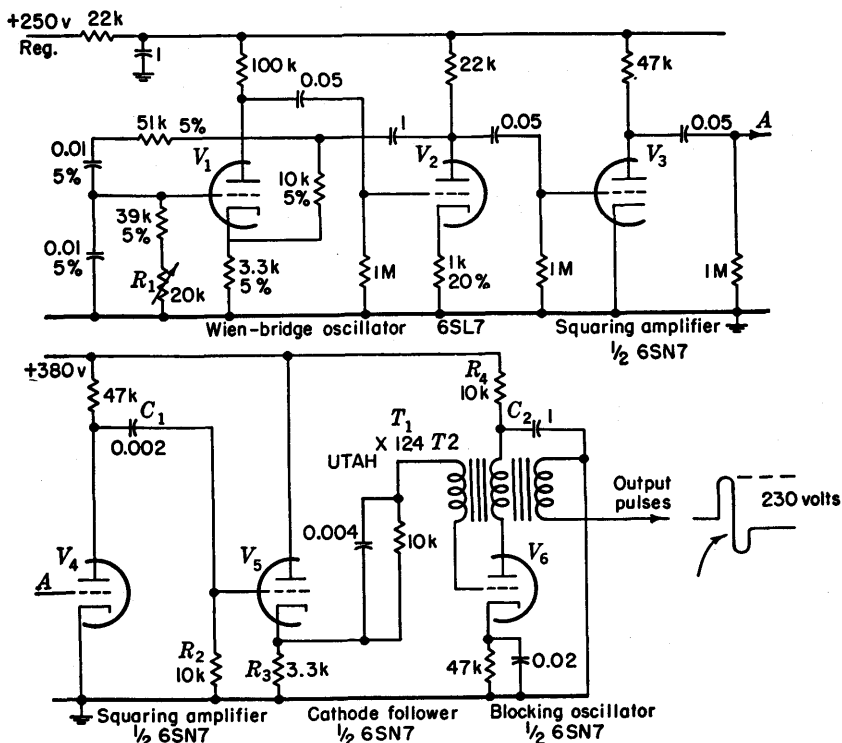 +250 v 22k
Reg.
1
100 k
0.05
22k
47k
51k 5%
1
0.05
0.05
A
0.01
5%
V1
V2
V3
10k
5%
39k
5%
0.01
5%
R1
20k
3.3k
5%
1M
1k
20%
1M
1M
Wien-bridge oscillator 6SL7
Squaring amplifier
1/2 6SN7
+380v
47k
C1
0.002
R4
10k
C2 1
T1
X 124 T2
UTAH
Output
pulses
230 volts
0.004
10k
V4
V5
V6
A
R2
10k
R3 3.3k
47k
0.02
Squaring amplifier
1/2 6SN7
Cathode follower
1/2 6SN7
Blocking oscillator
1/2 6SN7